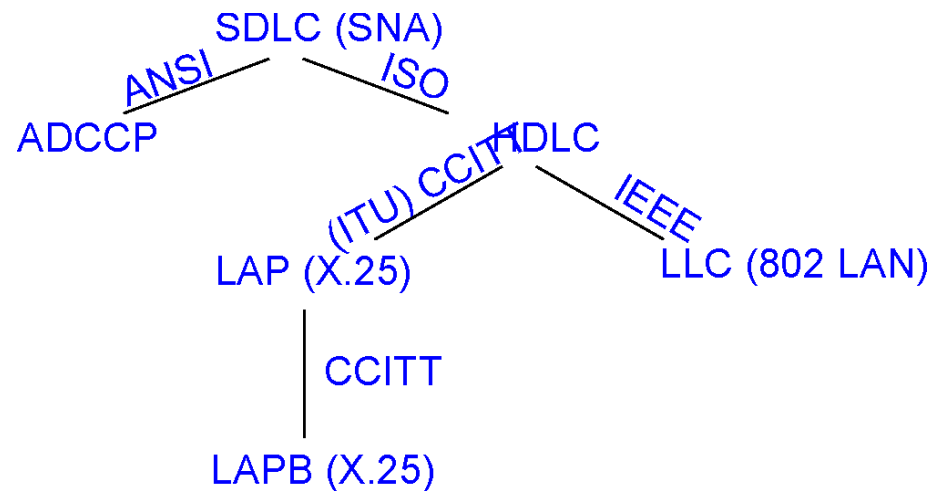 SDLC (SNA)
ANSI
ISO
ADCCP
HDLC
(ITU) CCITT
IEEE
LAP (X.25)
LLC (802 LAN)
CCITT
LAPB (X.25)